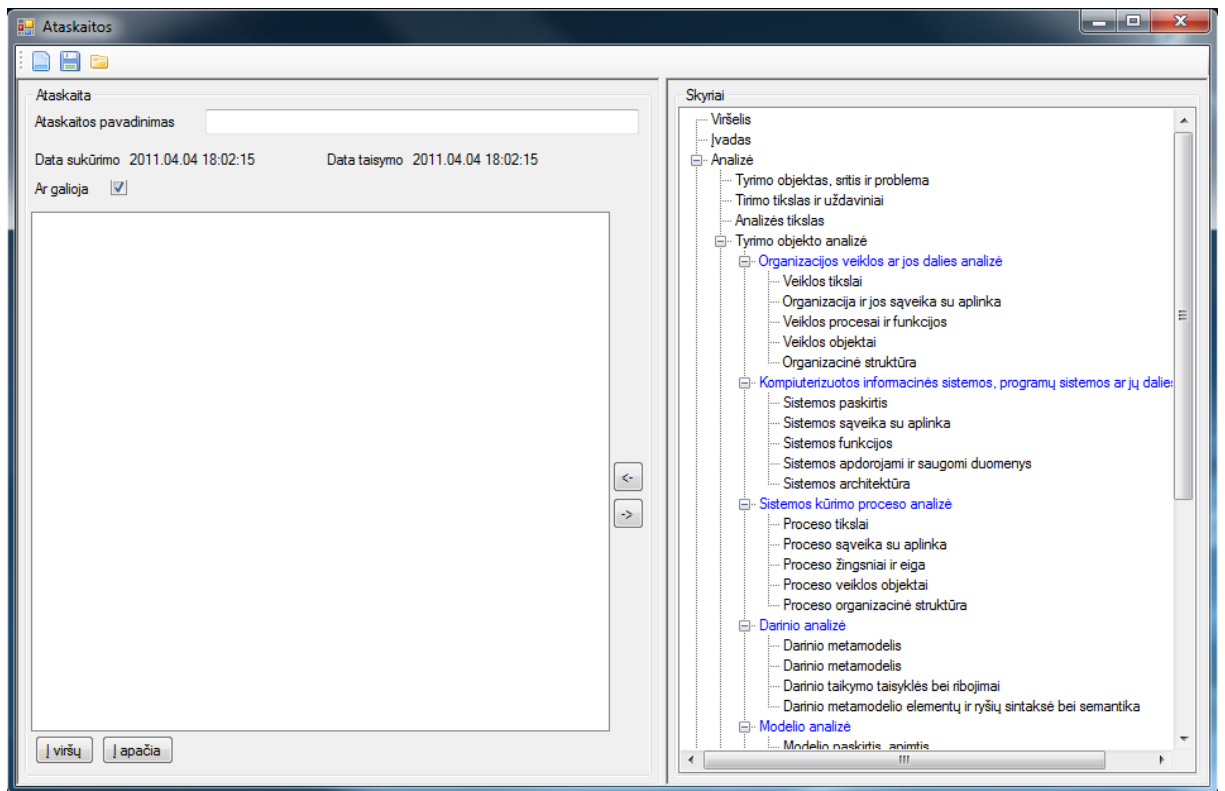 Ataskaitos
Ataskaita
Ataskaitos pavadinimas
Data sukūrimo 2011.04.04 18:02:15 Data taisymo 2011.04.04 18:02:15
Ar galioja
<-
->
Į viršų Į apačia
Skyriai
Viršelis
Įvadas
Analizė
Tyrimo objektas, sritis ir problema
Tirimo tikslas ir uždaviniai
Analizės tikslas
Tyrimo objekto analizė
Organizacijos veiklos ar jos dalies analizė
Veiklos tikslai
Organizacija ir jos sąveika su aplinka
Veiklos procesai ir funkcijos
Veiklos objektai
Organizacinė struktūra
Kompiuterizuotos informacinės sistemos, programų sistemos ar jų dalies
Sistemos paskirtis
Sistemos sąveika su aplinka
Sistemos funkcijos
Sistemos apdorojami ir saugomi duomenys
Sistemos architektūra
Sistemos kūrimo proceso analizė
Proceso tikslai
Proceso sąveika su aplinka
Proceso žingsniai ir eiga
Proceso veiklos objektai
Proceso organizacinė struktūra
Darinio analizė
Darinio metamodelis
Darinio metamodelis
Darinio taikymo taisyklės bei ribojimai
Darinio metamodelio elementų ir ryšių sintaksė bei semantika
Modelio analizė
Modelio paskirtis, apimtis